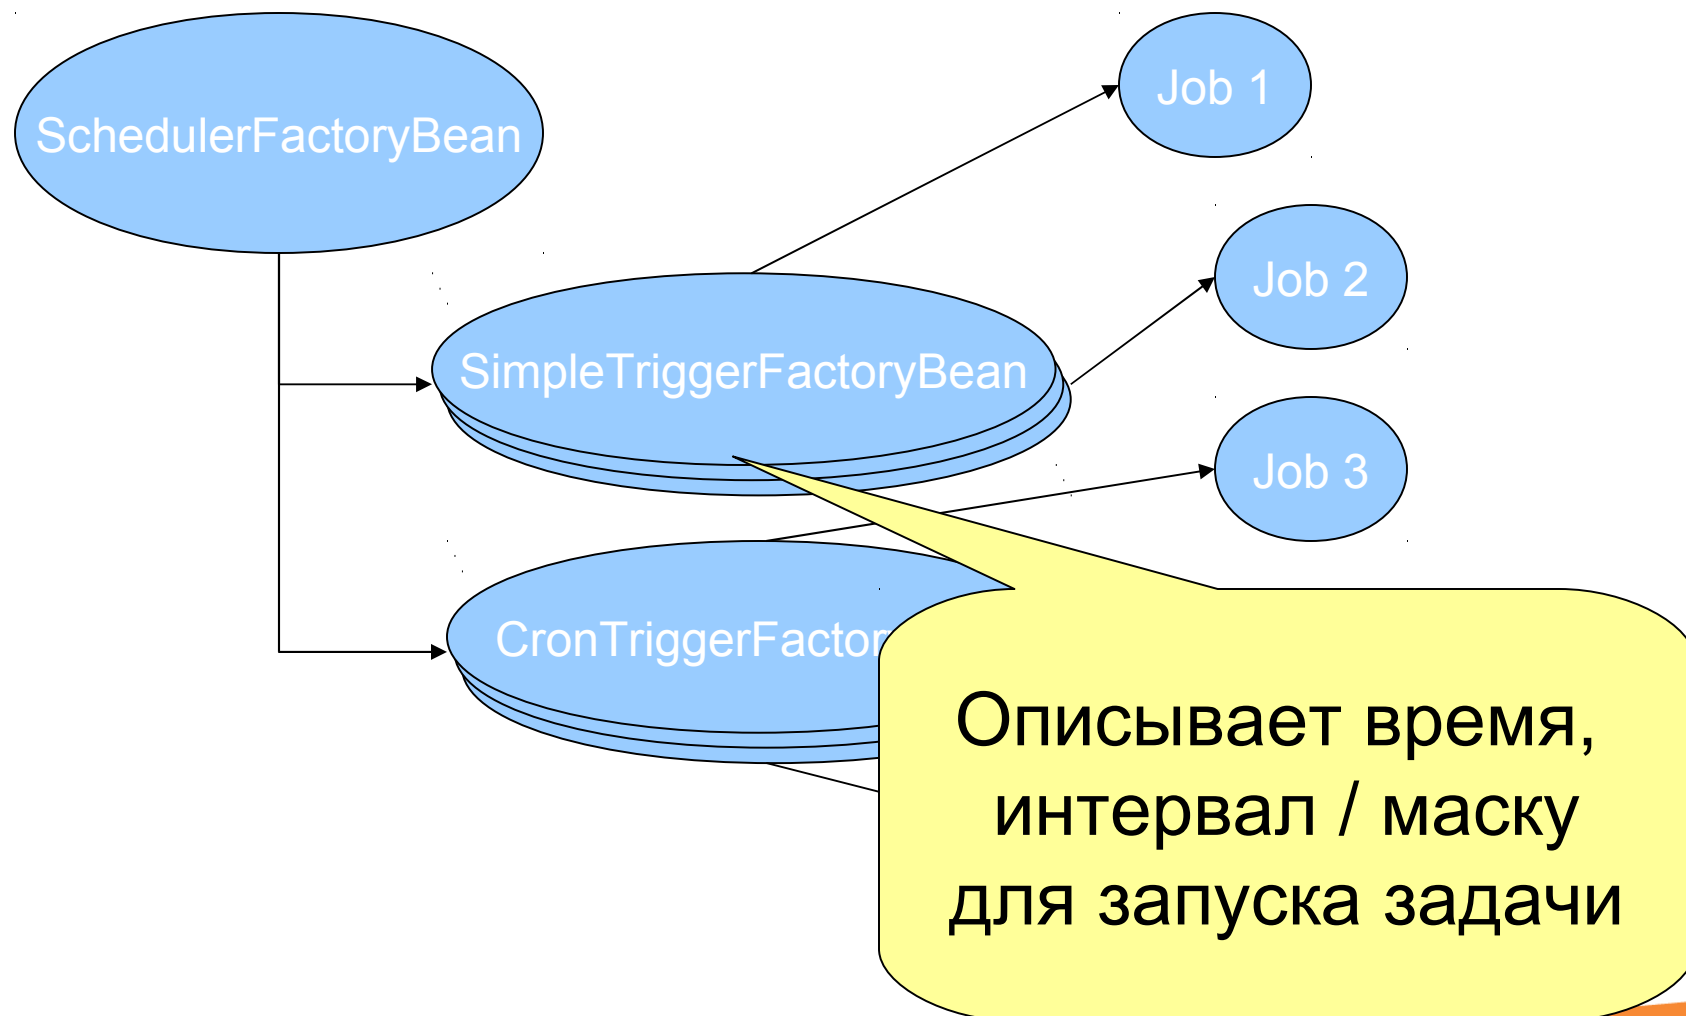 SchedulerFactoryBean
Job 1
Job 2
SimpleTriggerFactoryBean
Job 3
CronTriggerFactor
Описывает время,
интервал / маску
для запуска задачи